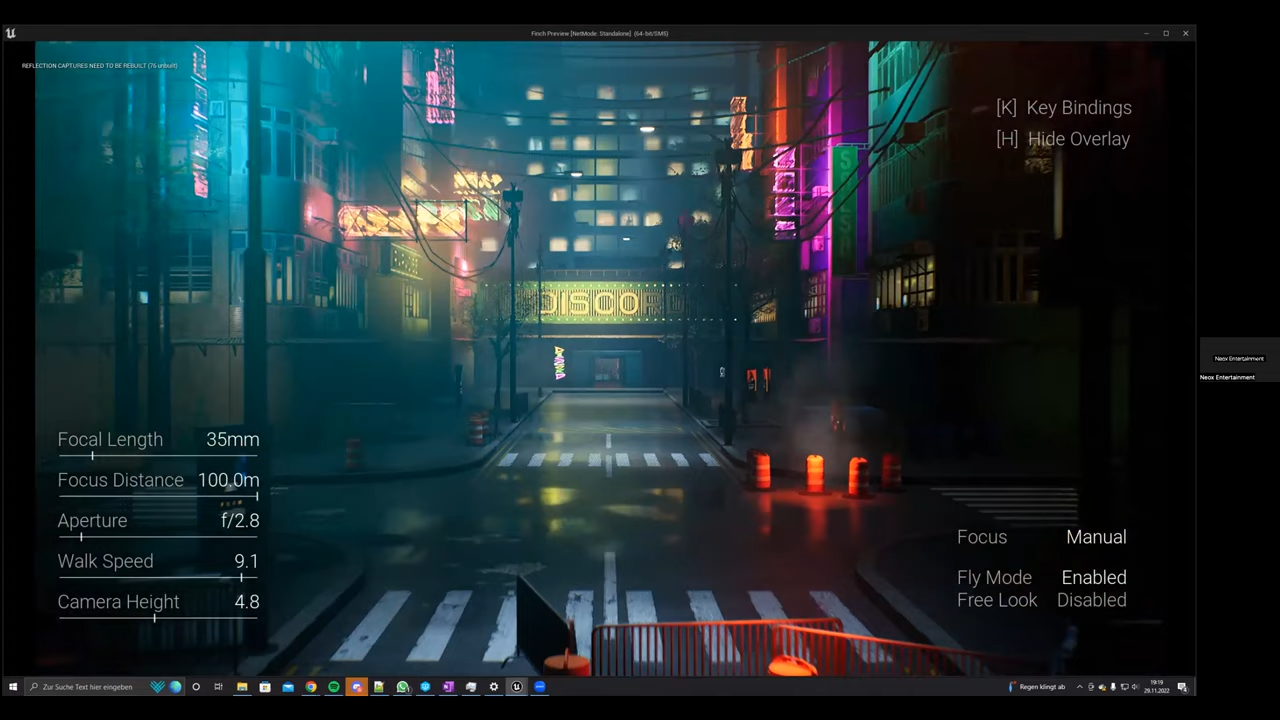 Finch Preview [NetMode: Standalone] (64-bit/SM5)
REFLECTION CAPTURES NEED TO BE REBUILT (76 unbuilt)
[K] Key Bindings
[H] Hide Overlay
DISCO
Focal Length 35mm
Focus Distance 100.0m
Aperture f/2.8
Walk Speed 9.1
Camera Height 4.8
Focus Manual
Fly Mode Enabled
Free Look Disabled
Neox Entertainment
Neox Entertainment
Zur Suche Text hier eingeben
Regen klingt ab
19:19
29.11.2022